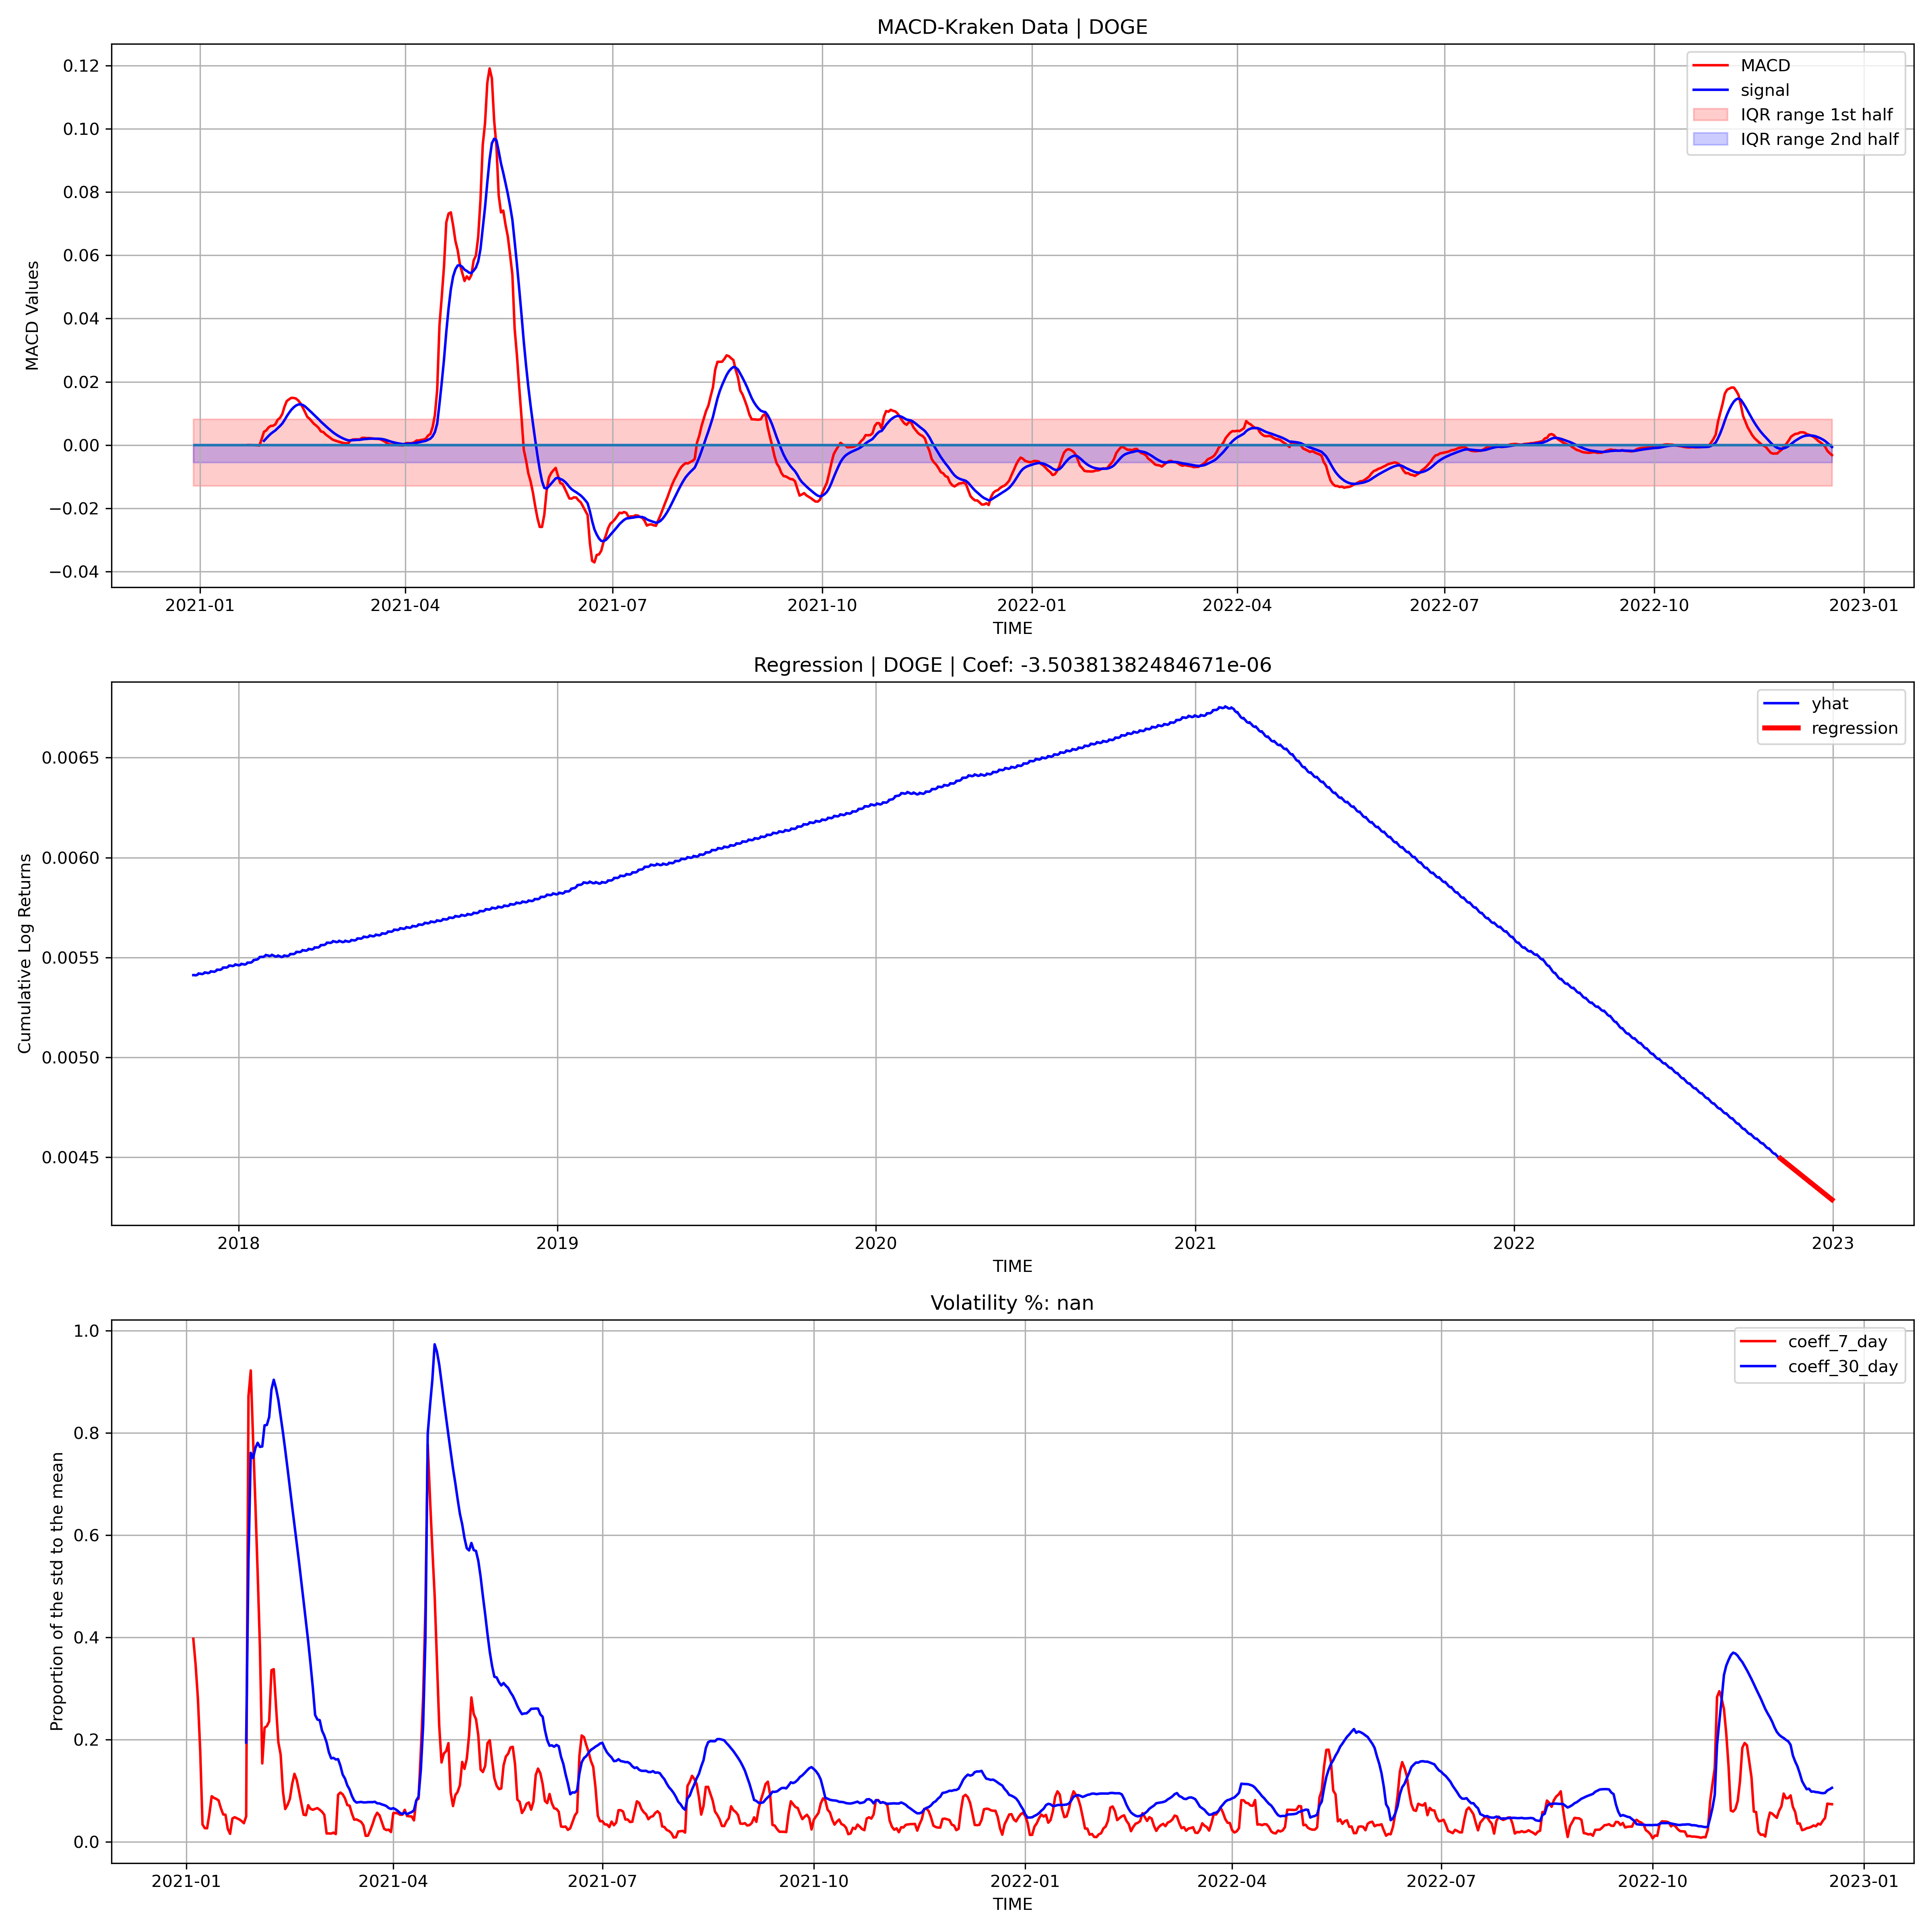 MACD-Kraken Data | DOGE
MACD Values
0.12
0.10
0.08
0.06
0.04
0.02
0.00
−0.02
−0.04
MACD
signal
IQR range 1st half
IQR range 2nd half
2021-01 2021-04 2021-07 2021-10 2022-01 2022-04 2022-07 2022-10 2023-01
TIME
Regression | DOGE | Coef: -3.50381382484671e-06
Cumulative Log Returns
0.0065
0.0060
0.0055
0.0050
0.0045
yhat
regression
2018 2019 2020 2021 2022 2023
TIME
Volatility %: nan
Proportion of the std to the mean
1.0
0.8
0.6
0.4
0.2
0.0
coeff_7_day
coeff_30_day
2021-01 2021-04 2021-07 2021-10 2022-01 2022-04 2022-07 2022-10 2023-01
TIME